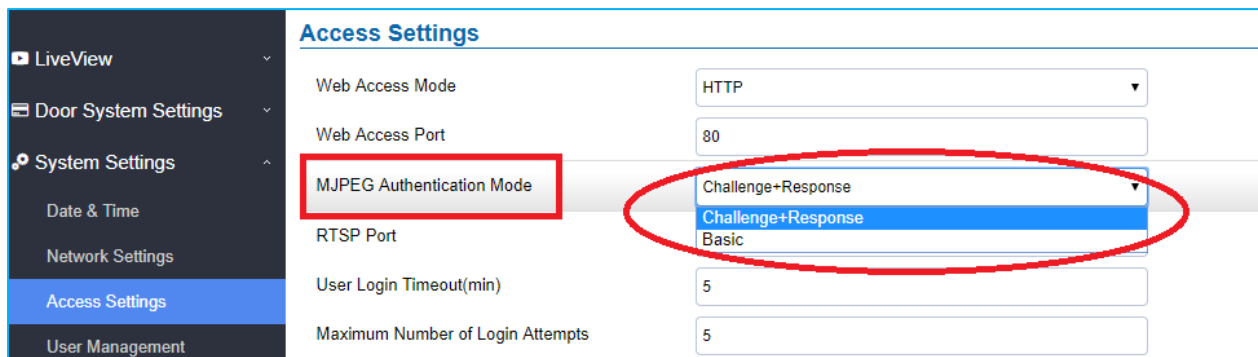 Access Settings
LiveView
Door System Settings
System Settings
Date & Time
Network Settings
Access Settings
User Management
Web Access Mode
HTTP
Web Access Port
80
MJPEG Authentication Mode
Challenge+Response
Challenge+Response
Basic
RTSP Port
User Login Timeout(min)
5
Maximum Number of Login Attempts
5